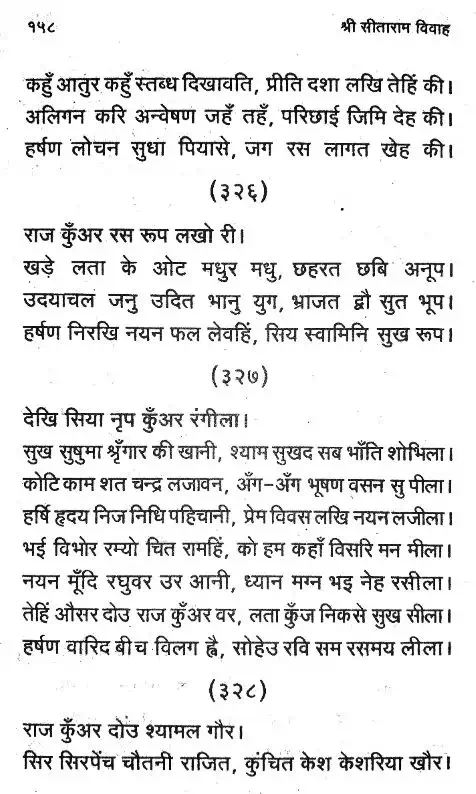 १५८ श्री सीताराम विवाह
कहुँ आतुर कहुँ स्तब्ध दिखावति, प्रीति दशा लखि तेहिं की।
अलिगन करि अन्वेषण जहँ तहँ, परिछाई जिमि देह की।
हर्षण लोचन सुधा पियासे, जग रस लागत खेह की।
(३२६)
राज कुँअर रस रूप लखो री।
खड़े लता के ओट मधुर मधु, छहरत छबि अनूप।
उदयाचल जनु उदित भानु युग, भ्राजत द्वौ सुत भूप।
हर्षण निरखि नयन फल लेवहिं, सिय स्वामिनि सुख रूप।
(३२७)
देखि सिया नृप कुँअर रंगीला।
सुख सुषुमा श्रृँगार की खानी, श्याम सुखद सब भाँति शोभिला।
कोटि काम शत चन्द्र लजावन, अँग-अँग भूषण वसन सु पीला।
हर्षि हृदय निज निधि पहिचानी, प्रेम विवस लखि नयन लजीला।
भई विभोर रम्यो चित रामहिं, को हम कहाँ विसरि मन मीला।
नयन मूँदि रघुवर उर आनी, ध्यान मग्न भइ नेह रसीला।
तेहिं औसर दोउ राज कुँअर वर, लता कुँज निकसे सुख सीला।
हर्षण वारिद बीच विलग ह्वै, सोहेउ रवि सम रसमय लीला।
(३२८)
राज कुँअर दोउ श्यामल गौर।
सिर सिरपेंच चौतनी राजित, कुंचित केश केशरिया खौर।